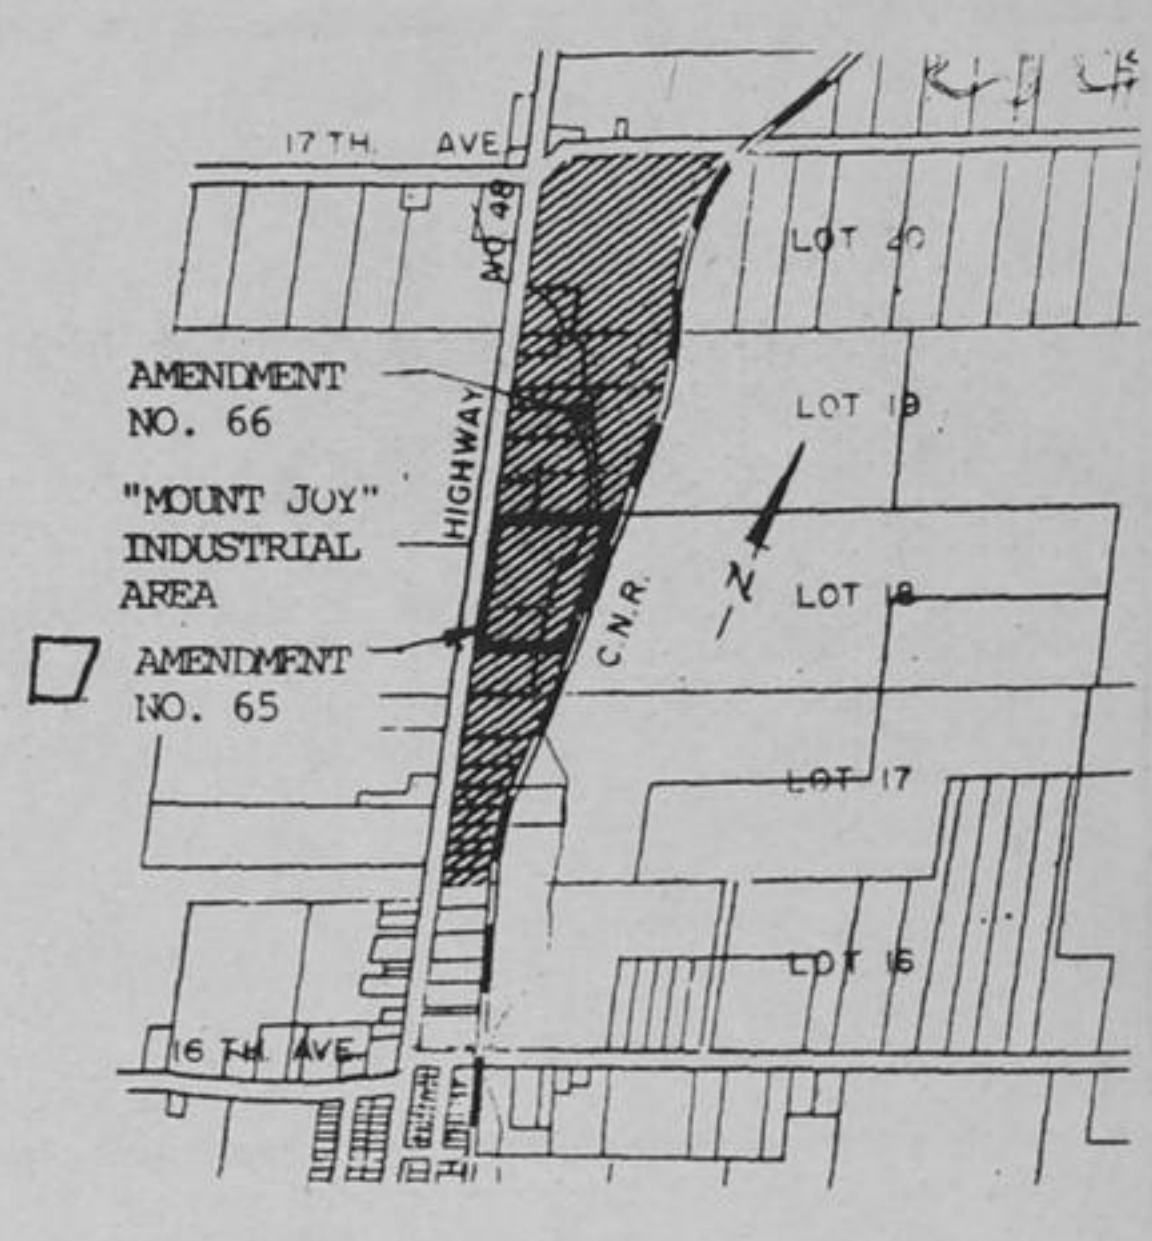 17 TH. AVE.
NO 48
LOT 20
AMENDMENT
NO. 66
LOT 19
HIGHWAY
"MOUNT JOY"
INDUSTRIAL
AREA
N
LOT 18
C.N.R.
AMENDMENT
NO. 65
LOT 17
LOT 16
16 TH. AVE.